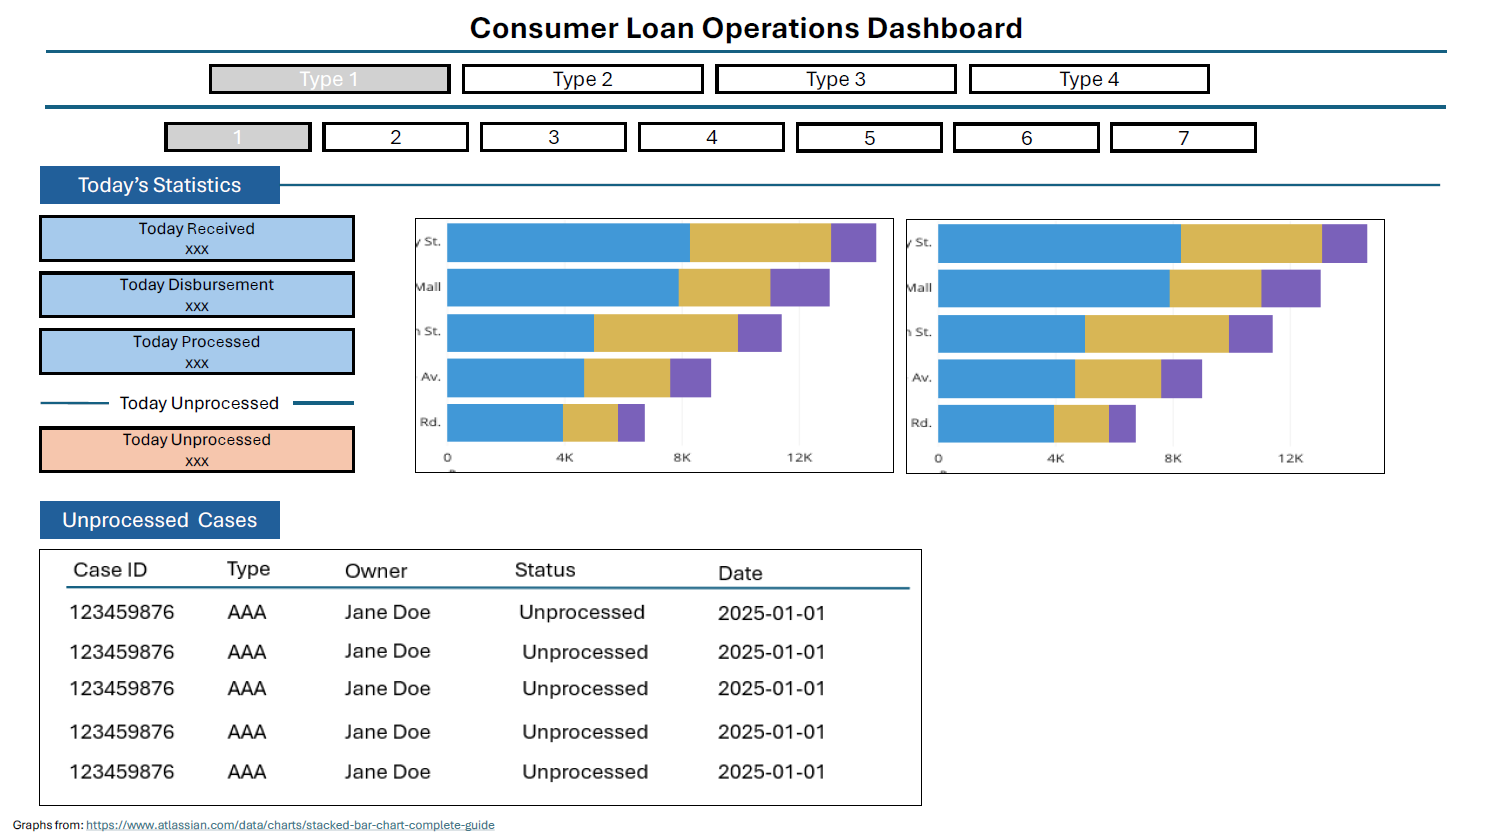 Consumer Loan Operations Dashboard
Type 1 Type 2 Type 3 Type 4
1 2 3 4 5 6 7
Today's Statistics
Today Received
xxx
Today Disbursement
xxx
Today Processed
xxx
Today Unprocessed
Today Unprocessed
xxx
St.
Mall
St.
Av.
Rd.
0 4K 8K 12K
St.
Mall
St.
Av.
Rd.
0 4K 8K 12K
Unprocessed Cases
Case ID Type Owner Status Date
123459876 AAA Jane Doe Unprocessed 2025-01-01
123459876 AAA Jane Doe Unprocessed 2025-01-01
123459876 AAA Jane Doe Unprocessed 2025-01-01
123459876 AAA Jane Doe Unprocessed 2025-01-01
123459876 AAA Jane Doe Unprocessed 2025-01-01
Graphs from: https://www.atlassian.com/data/charts/stacked-bar-chart-complete-guide